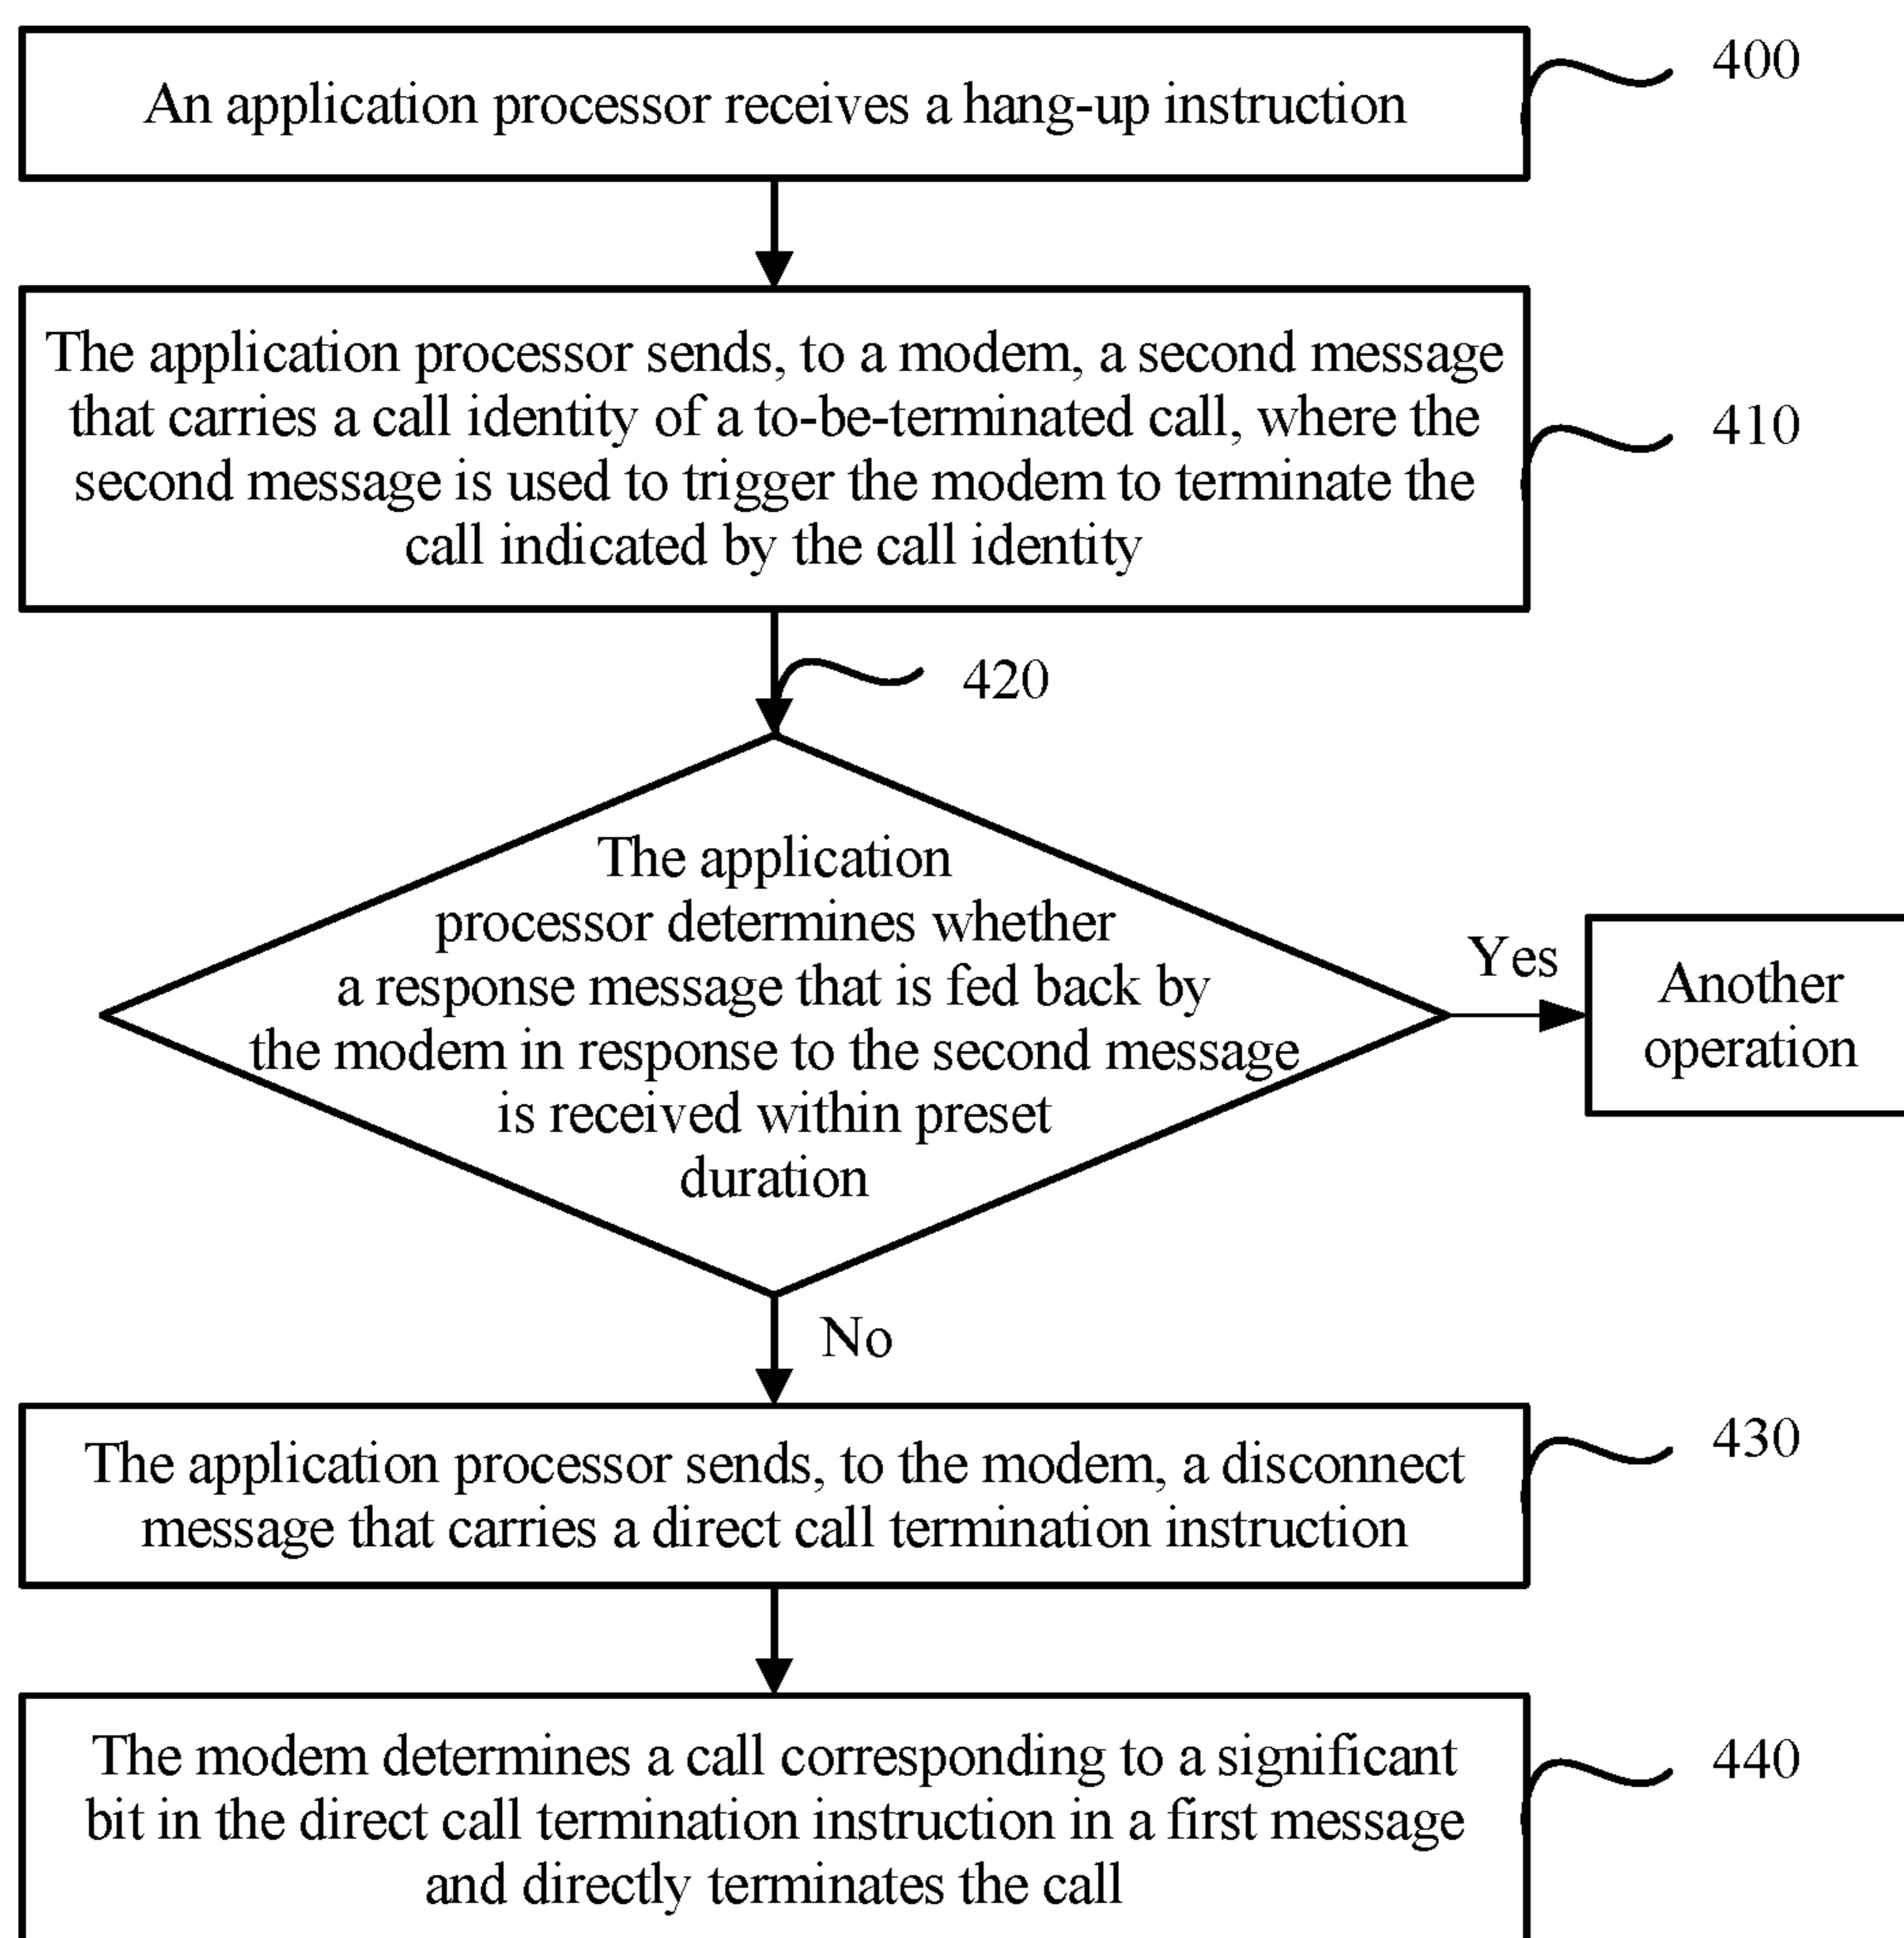 An application processor receives a hang-up instruction
400
The application processor sends, to a modem, a second message
that carries a call identity of a to-be-terminated call, where the
second message is used to trigger the modem to terminate the
call indicated by the call identity
410
420
The application
processor determines whether
a response message that is fed back by
the modem in response to the second message
is received within preset
duration
Yes
Another
operation
No
The application processor sends, to the modem, a disconnect
message that carries a direct call termination instruction
430
The modem determines a call corresponding to a significant
bit in the direct call termination instruction in a first message
and directly terminates the call
440